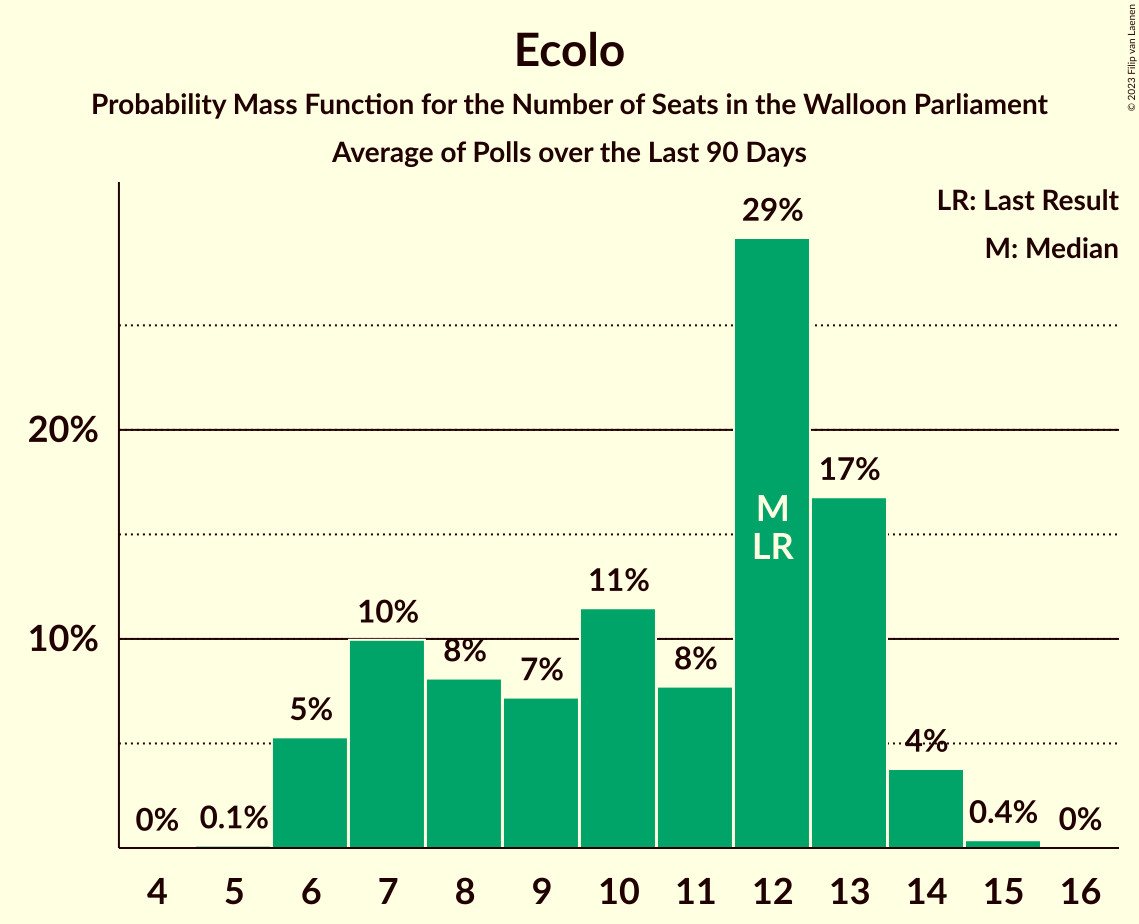 Ecolo
Probability Mass Function for the Number of Seats in the Walloon Parliament
Average of Polls over the Last 90 Days
© 2023 Filip van Laenen
LR: Last Result
M: Median
20%
10%
0%
0.1%
5%
10%
8%
7%
11%
8%
29%
17%
4%
0.4%
0%
M
LR
4 5 6 7 8 9 10 11 12 13 14 15 16